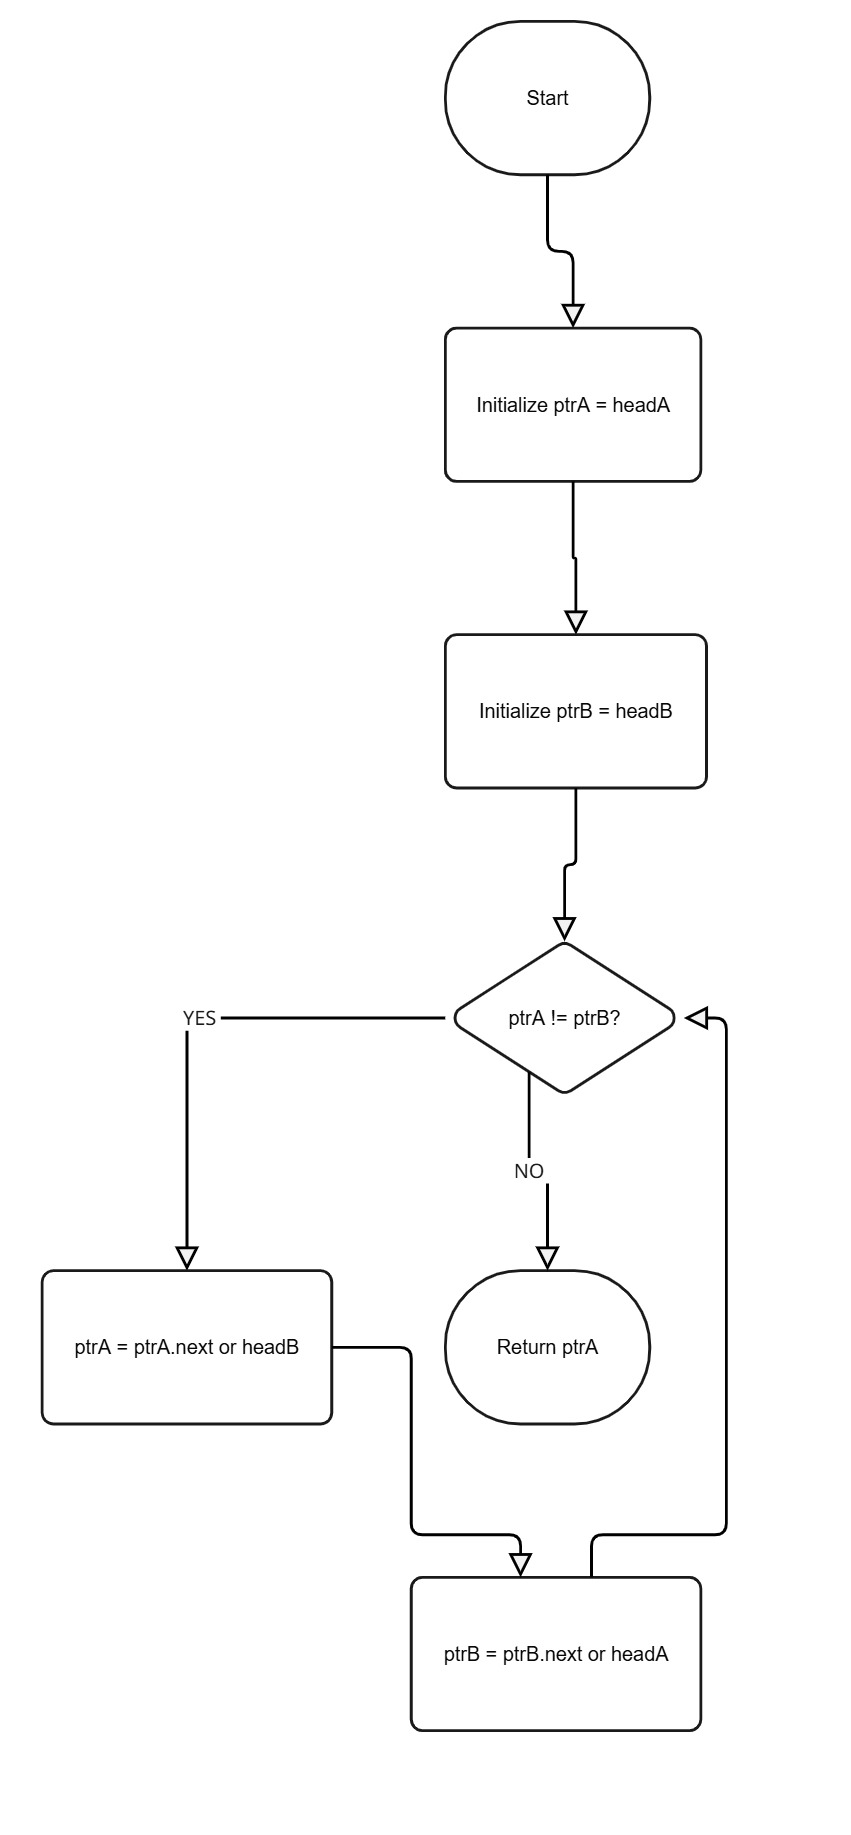 Start
Initialize ptrA = headA
Initialize ptrB = headB
ptrA != ptrB?
YES
NO
ptrA = ptrA.next or headB
Return ptrA
ptrB = ptrB.next or headA